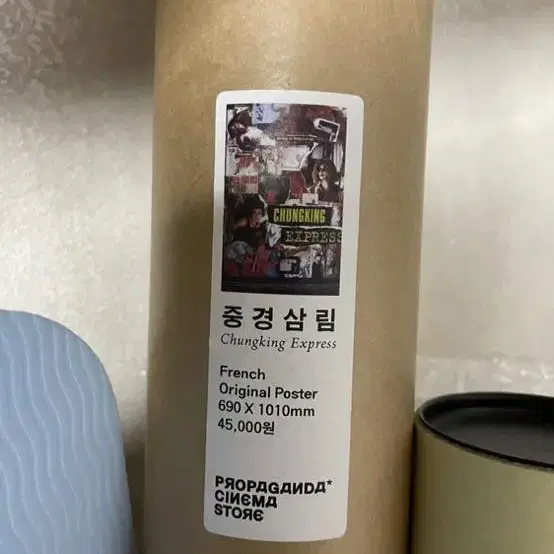 CHUNGKING
EXPRESS
중경삼림
Chungking Express
French
Original Poster
690 X 1010mm
45,000원
PROPAGANDA*
CINEMA
STORE